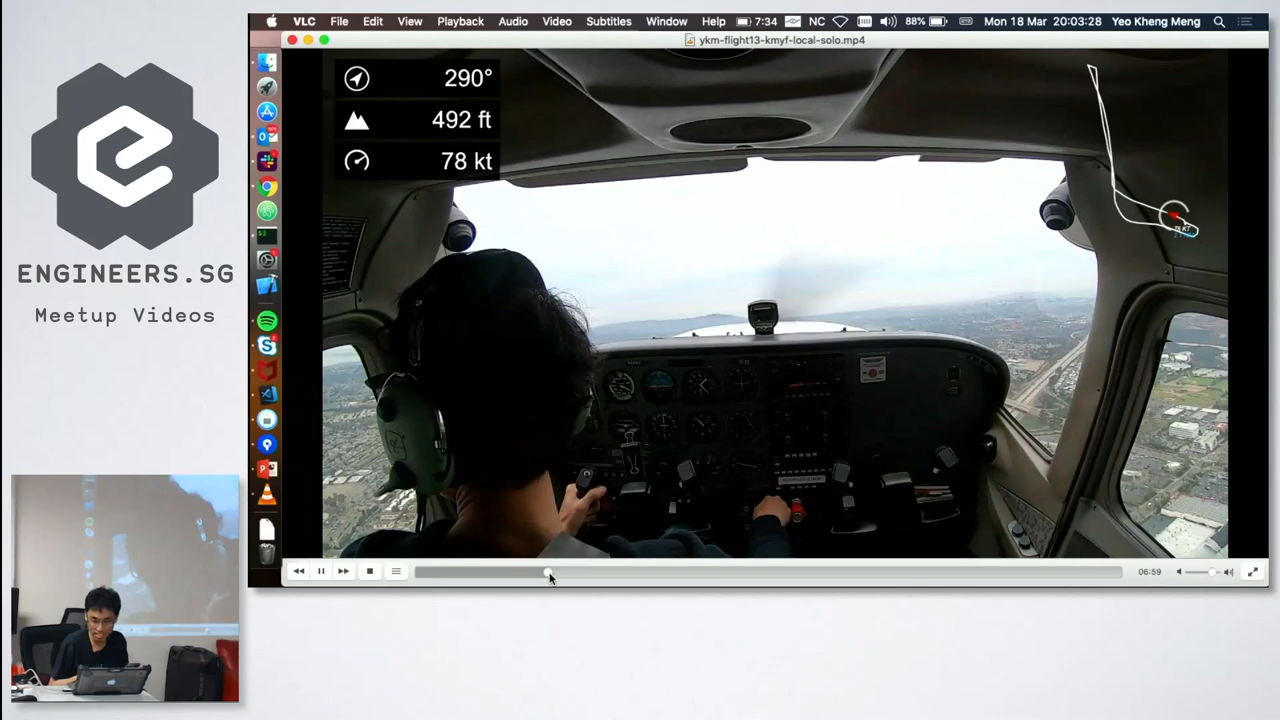 VLC File Edit View Playback Audio Video Subtitles Window Help 7:34 NC 88% Mon 18 Mar 20:03:28 Yeo Kheng Meng
ykm-flight13-kmyf-local-solo.mp4
290°
492 ft
78 kt
ENGINEERS.SG
Meetup Videos
06:59